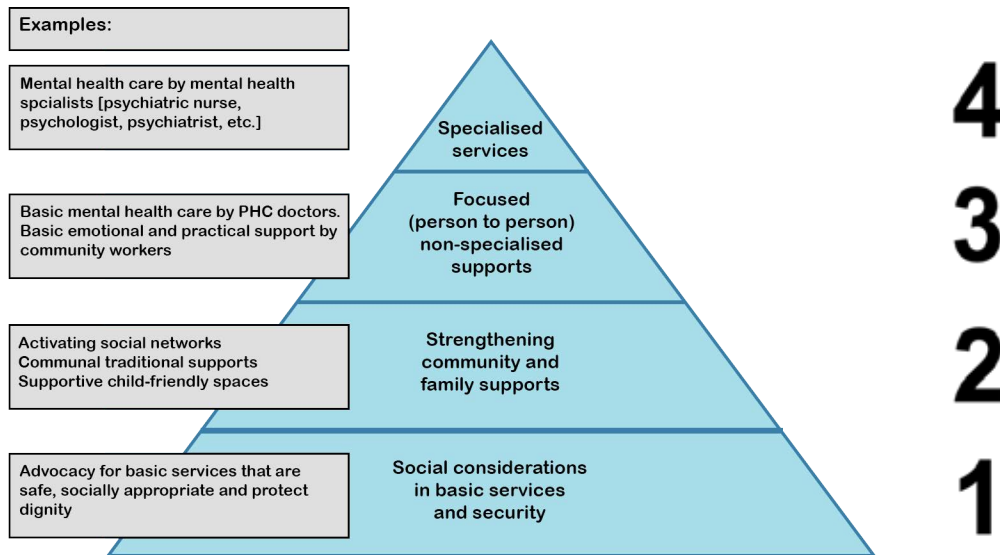 Examples:
Mental health care by mental health
spcialists [psychiatric nurse,
psychologist, psychiatrist, etc.]
Specialised
services
4
Basic mental health care by PHC doctors.
Basic emotional and practical support by
community workers
Focused
(person to person)
non-specialised
supports
3
Activating social networks
Communal traditional supports
Supportive child-friendly spaces
Strengthening
community and
family supports
2
Advocacy for basic services that are
safe, socially appropriate and protect
dignity
Social considerations
in basic services
and security
1